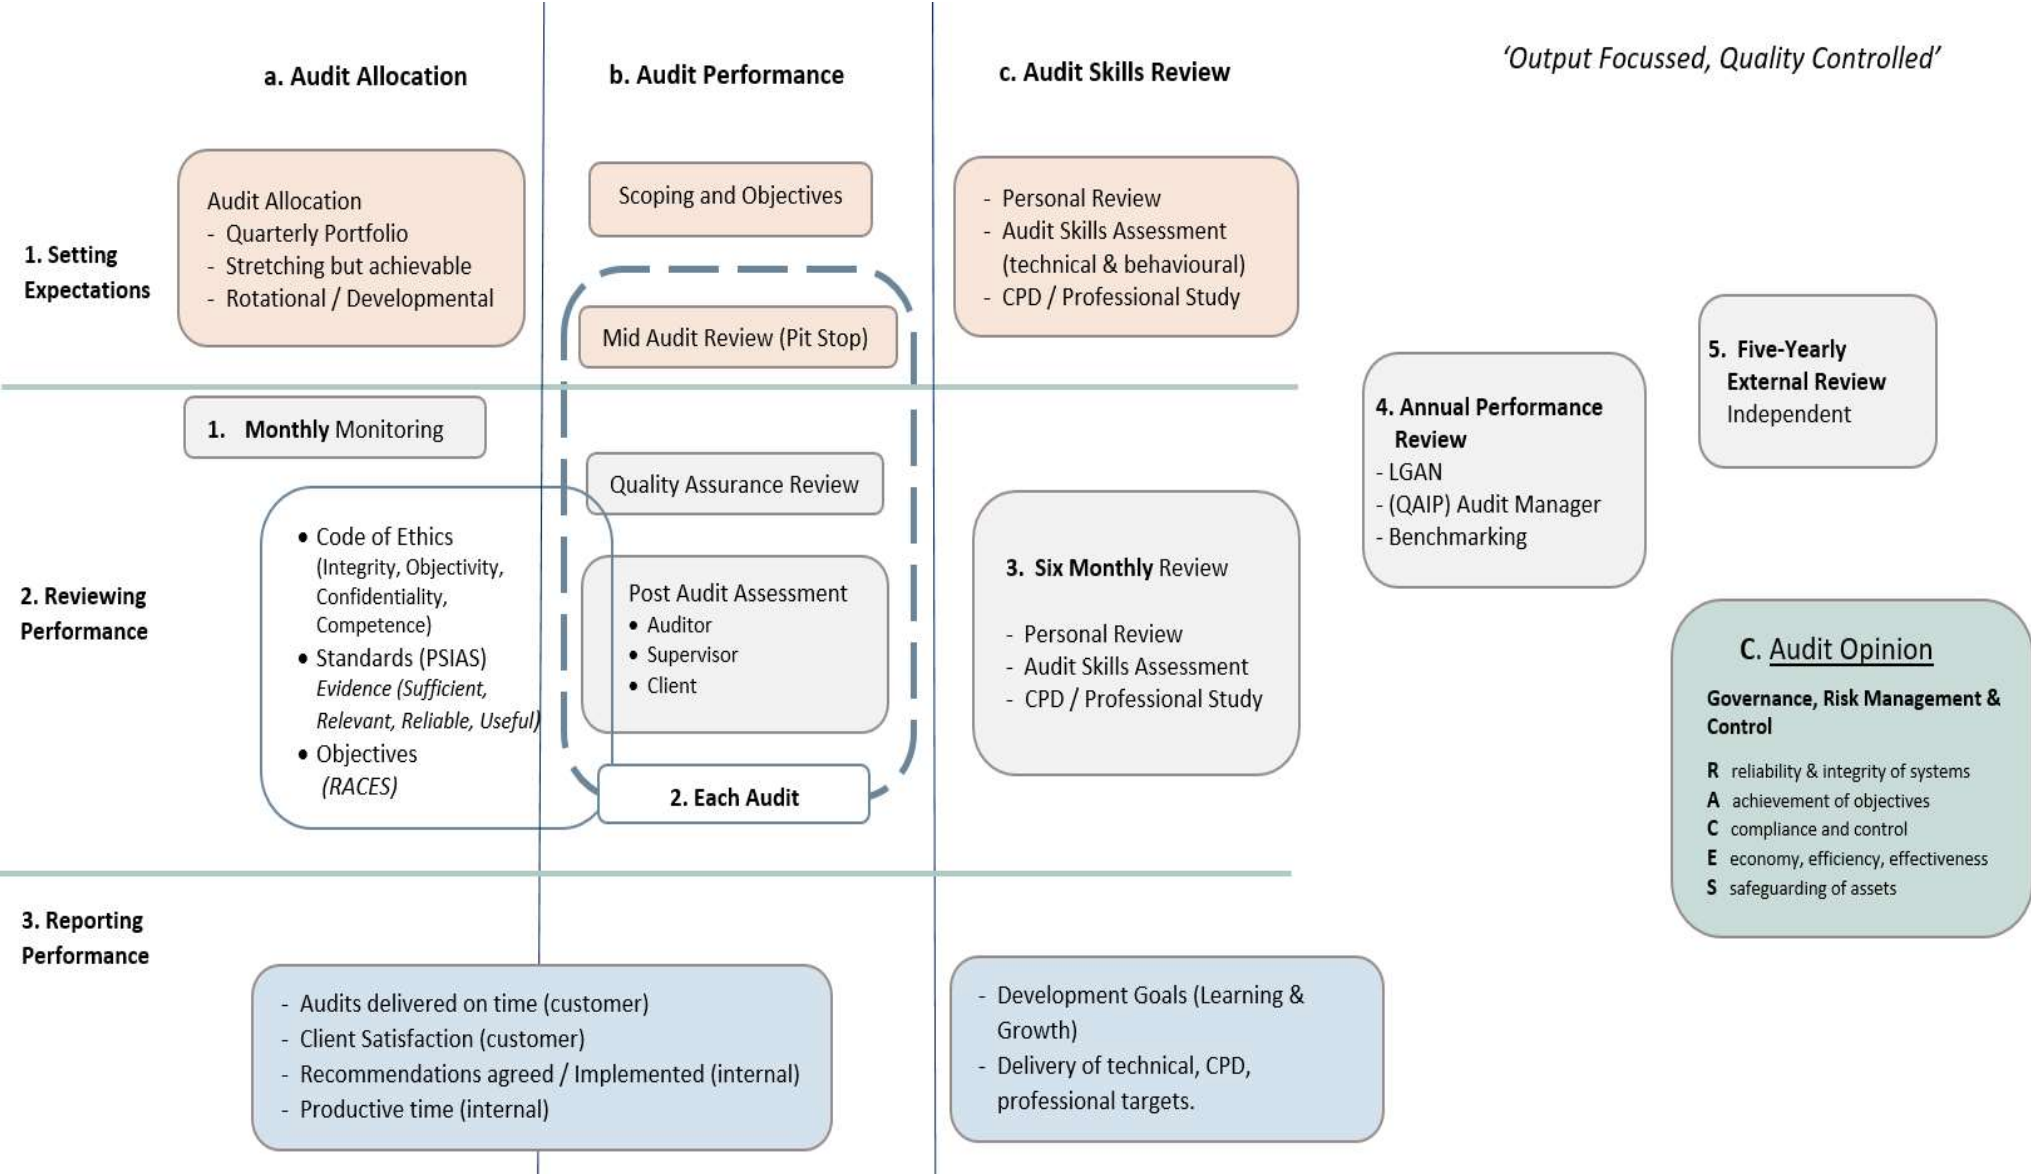 a. Audit Allocation
b. Audit Performance
c. Audit Skills Review
‘Output Focussed, Quality Controlled’
1. Setting
Expectations
Audit Allocation
- Quarterly Portfolio
- Stretching but achievable
- Rotational / Developmental
Scoping and Objectives
Mid Audit Review (Pit Stop)
- Personal Review
- Audit Skills Assessment
(technical & behavioural)
- CPD / Professional Study
2. Reviewing
Performance
1. Monthly Monitoring
• Code of Ethics
(Integrity, Objectivity,
Confidentiality,
Competence)
• Standards (PSIAS)
Evidence (Sufficient,
Relevant, Reliable, Useful)
• Objectives
(RACES)
Quality Assurance Review
Post Audit Assessment
• Auditor
• Supervisor
• Client
2. Each Audit
3. Six Monthly Review
- Personal Review
- Audit Skills Assessment
- CPD / Professional Study
4. Annual Performance
Review
- LGAN
- (QAIP) Audit Manager
- Benchmarking
5. Five-Yearly
External Review
Independent
C. Audit Opinion
Governance, Risk Management &
Control
R reliability & integrity of systems
A achievement of objectives
C compliance and control
E economy, efficiency, effectiveness
S safeguarding of assets
3. Reporting
Performance
- Audits delivered on time (customer)
- Client Satisfaction (customer)
- Recommendations agreed / Implemented (internal)
- Productive time (internal)
- Development Goals (Learning &
Growth)
- Delivery of technical, CPD,
professional targets.